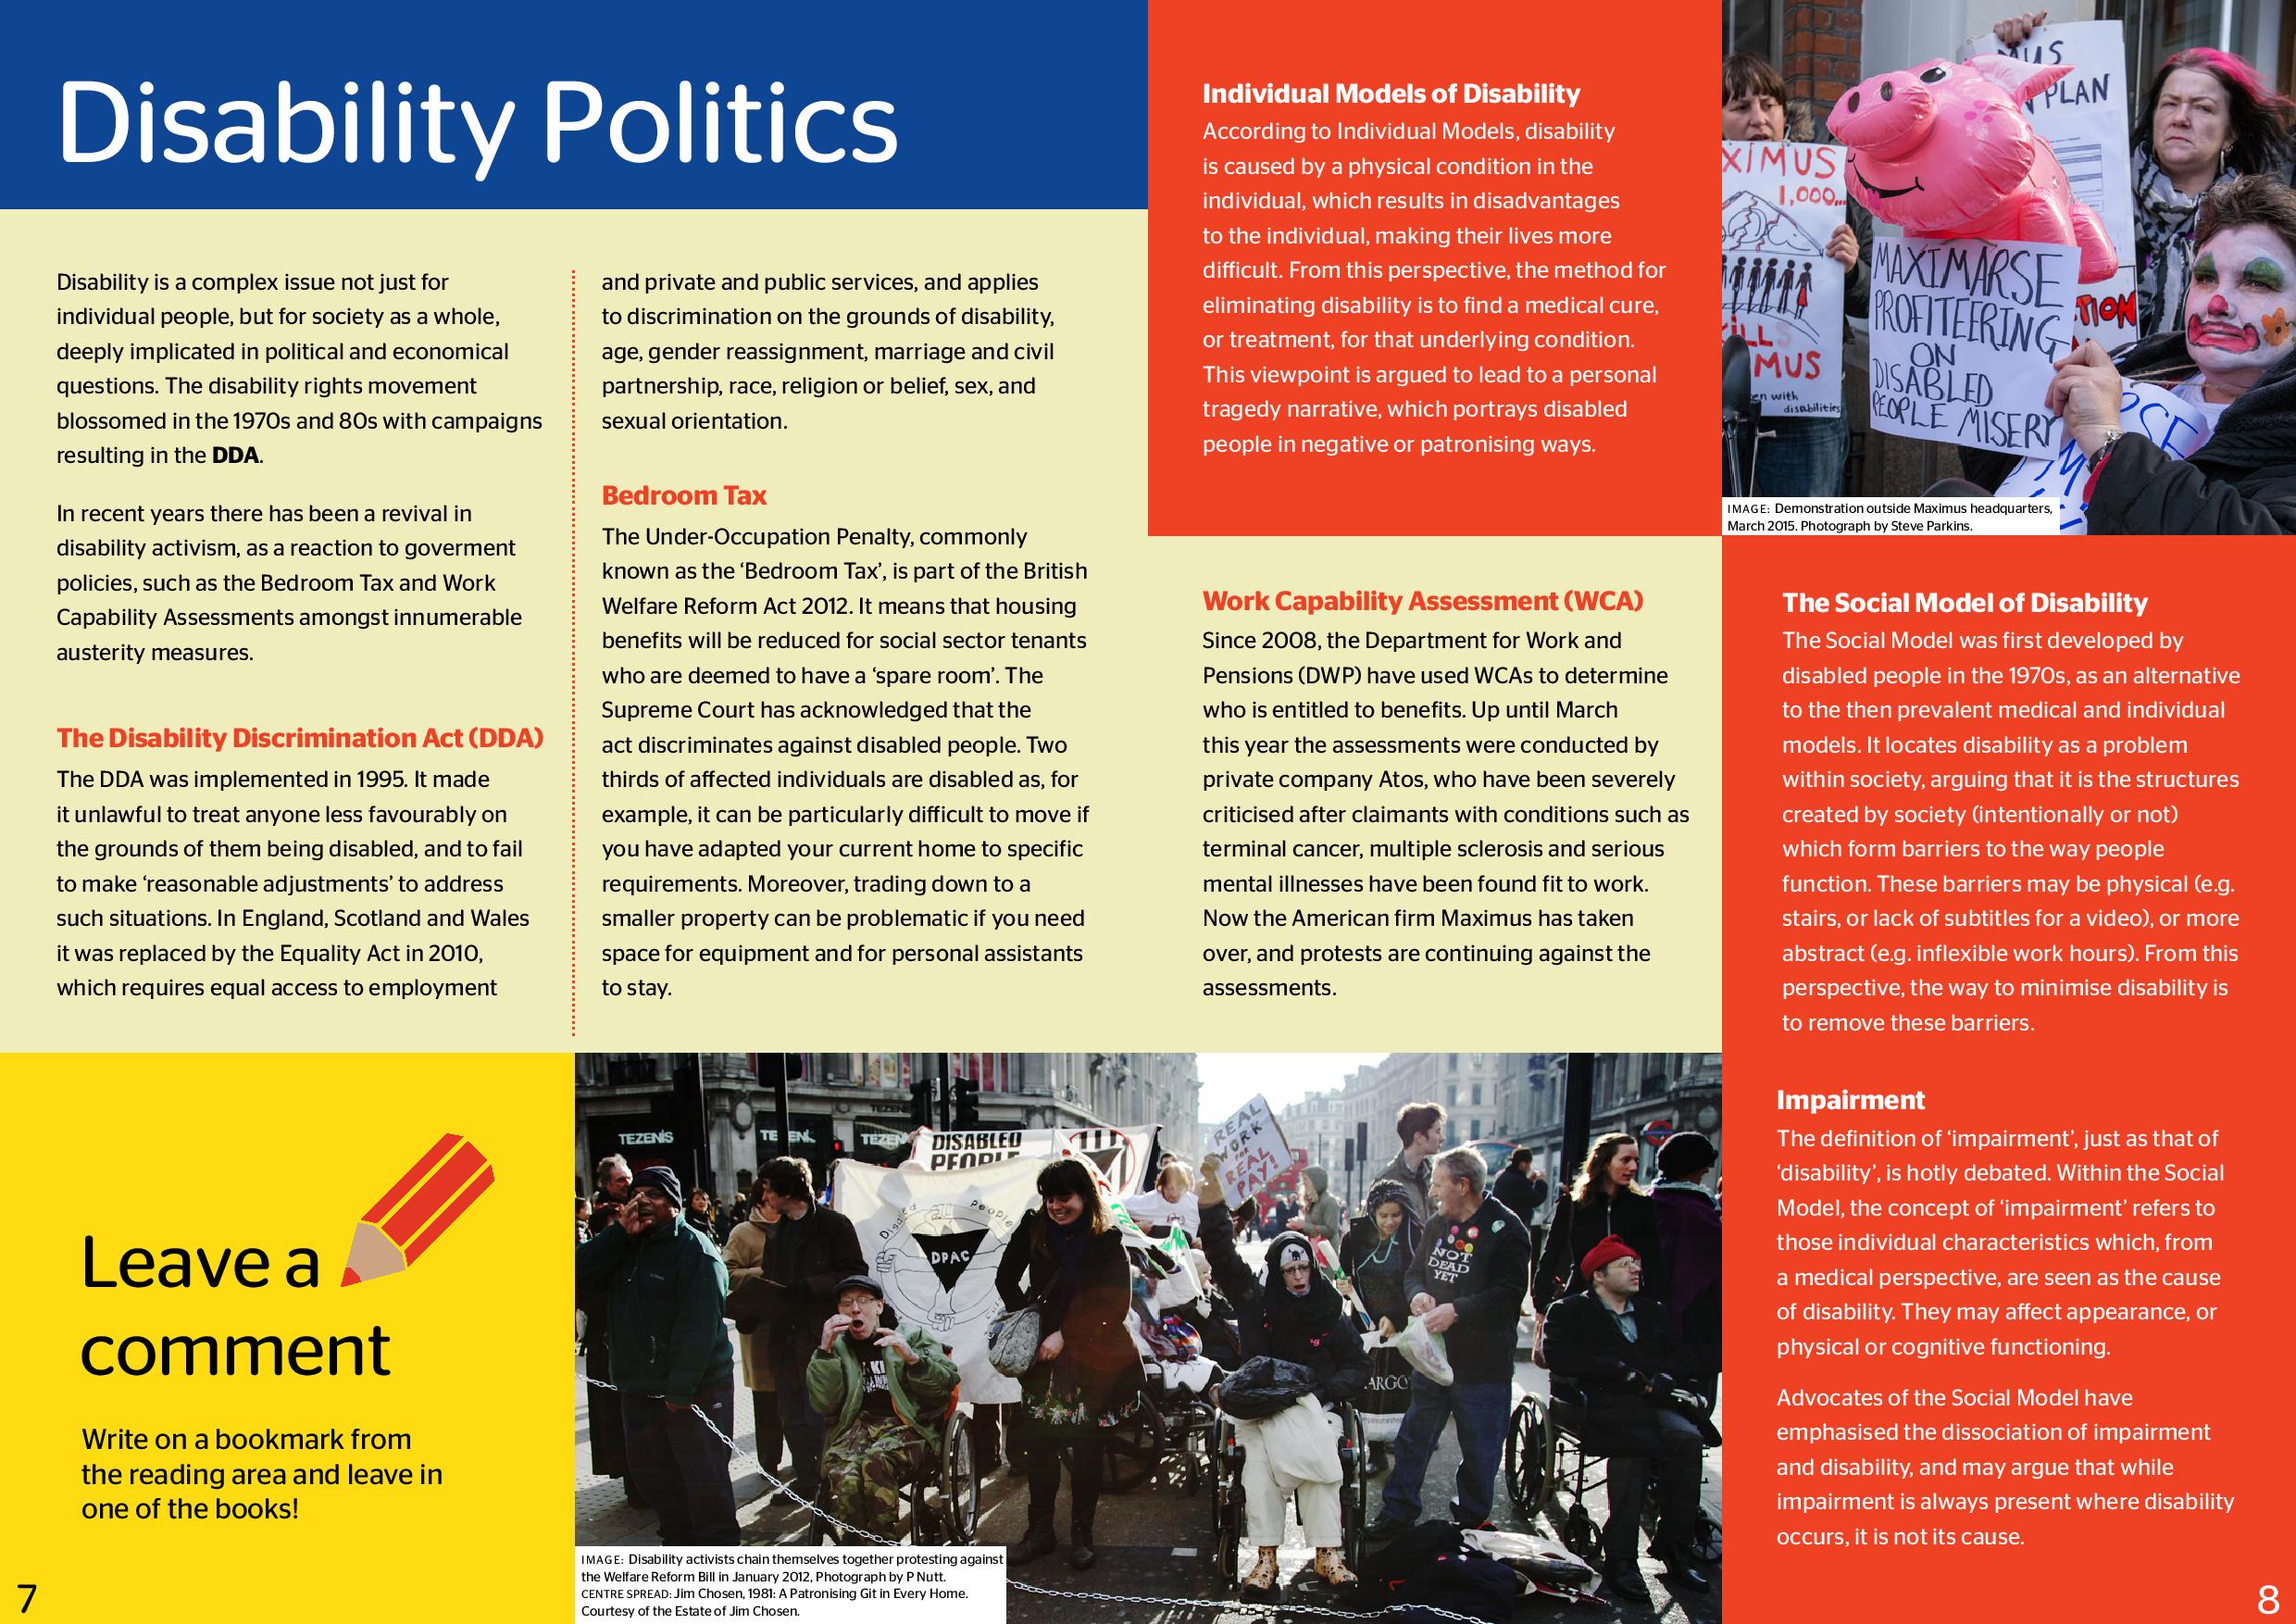 Disability Politics
Disability is a complex issue not just for
individual people, but for society as a whole,
deeply implicated in political and economical
questions. The disability rights movement
blossomed in the 1970s and 80s with campaigns
resulting in the DDA.
In recent years there has been a revival in
disability activism, as a reaction to goverment
policies, such as the Bedroom Tax and Work
Capability Assessments amongst innumerable
austerity measures.
The Disability Discrimination Act (DDA)
The DDA was implemented in 1995. It made
it unlawful to treat anyone less favourably on
the grounds of them being disabled, and to fail
to make ‘reasonable adjustments’ to address
such situations. In England, Scotland and Wales
it was replaced by the Equality Act in 2010,
which requires equal access to employment
and private and public services, and applies
to discrimination on the grounds of disability,
age, gender reassignment, marriage and civil
partnership, race, religion or belief, sex, and
sexual orientation.
Bedroom Tax
The Under-Occupation Penalty, commonly
known as the ‘Bedroom Tax’, is part of the British
Welfare Reform Act 2012. It means that housing
benefits will be reduced for social sector tenants
who are deemed to have a ‘spare room’. The
Supreme Court has acknowledged that the
act discriminates against disabled people. Two
thirds of affected individuals are disabled as, for
example, it can be particularly difficult to move if
you have adapted your current home to specific
requirements. Moreover, trading down to a
smaller property can be problematic if you need
space for equipment and for personal assistants
to stay.
Individual Models of Disability
According to Individual Models, disability
is caused by a physical condition in the
individual, which results in disadvantages
to the individual, making their lives more
difficult. From this perspective, the method for
eliminating disability is to find a medical cure,
or treatment, for that underlying condition.
This viewpoint is argued to lead to a personal
tragedy narrative, which portrays disabled
people in negative or patronising ways.
PLAN
XIMUS
1,000...
MUS
en with
disabilities
MAXIMARSE
PROFITEERING
ON
DISABLED
PEOPLE MISERY
TION
IMAGE: Demonstration outside Maximus headquarters,
March 2015. Photograph by Steve Parkins.
Work Capability Assessment (WCA)
Since 2008, the Department for Work and
Pensions (DWP) have used WCAs to determine
who is entitled to benefits. Up until March
this year the assessments were conducted by
private company Atos, who have been severely
criticised after claimants with conditions such as
terminal cancer, multiple sclerosis and serious
mental illnesses have been found fit to work.
Now the American firm Maximus has taken
over, and protests are continuing against the
assessments.
The Social Model of Disability
The Social Model was first developed by
disabled people in the 1970s, as an alternative
to the then prevalent medical and individual
models. It locates disability as a problem
within society, arguing that it is the structures
created by society (intentionally or not)
which form barriers to the way people
function. These barriers may be physical (e.g.
stairs, or lack of subtitles for a video), or more
abstract (e.g. inflexible work hours). From this
perspective, the way to minimise disability is
to remove these barriers.
Impairment
The definition of ‘impairment’, just as that of
‘disability’, is hotly debated. Within the Social
Model, the concept of ‘impairment’ refers to
those individual characteristics which, from
a medical perspective, are seen as the cause
of disability. They may affect appearance, or
physical or cognitive functioning.
Advocates of the Social Model have
emphasised the dissociation of impairment
and disability, and may argue that while
impairment is always present where disability
occurs, it is not its cause.
Leave a
comment
Write on a bookmark from
the reading area and leave in
one of the books!
TEZENIS
TEZENIS
TEZENIS
DISABLED
PEOPLE
Disabled People
DPAC
REAL
WORK
FOR
REAL
PAY!
NOT
DEAD
YET
ARGO
IMAGE: Disability activists chain themselves together protesting against
the Welfare Reform Bill in January 2012, Photograph by P Nutt.
CENTRE SPREAD: Jim Chosen, 1981: A Patronising Git in Every Home.
Courtesy of the Estate of Jim Chosen.
7
8